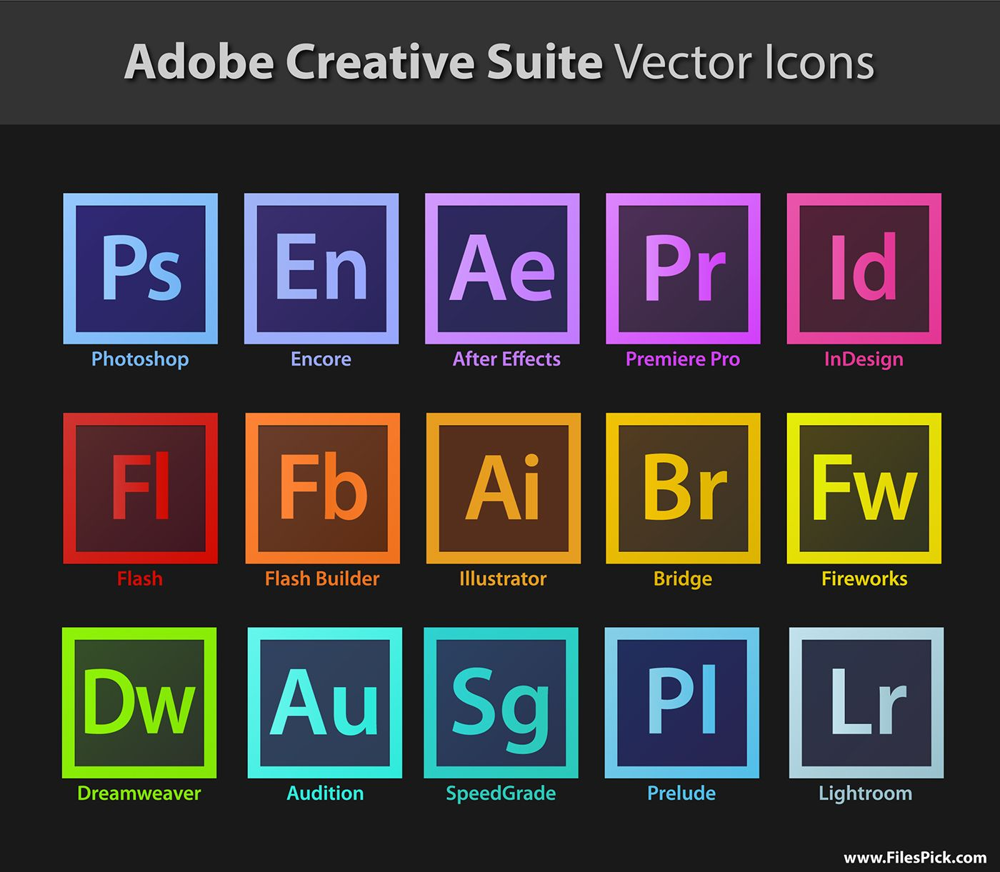 Adobe Creative Suite Vector Icons
Ps En Ae Pr Id
Photoshop Encore After Effects Premiere Pro InDesign
Fl Fb Ai Br Fw
Flash Flash Builder Illustrator Bridge Fireworks
Dw Au Sg Pl Lr
Dreamweaver Audition SpeedGrade Prelude Lightroom
www.FilesPick.com